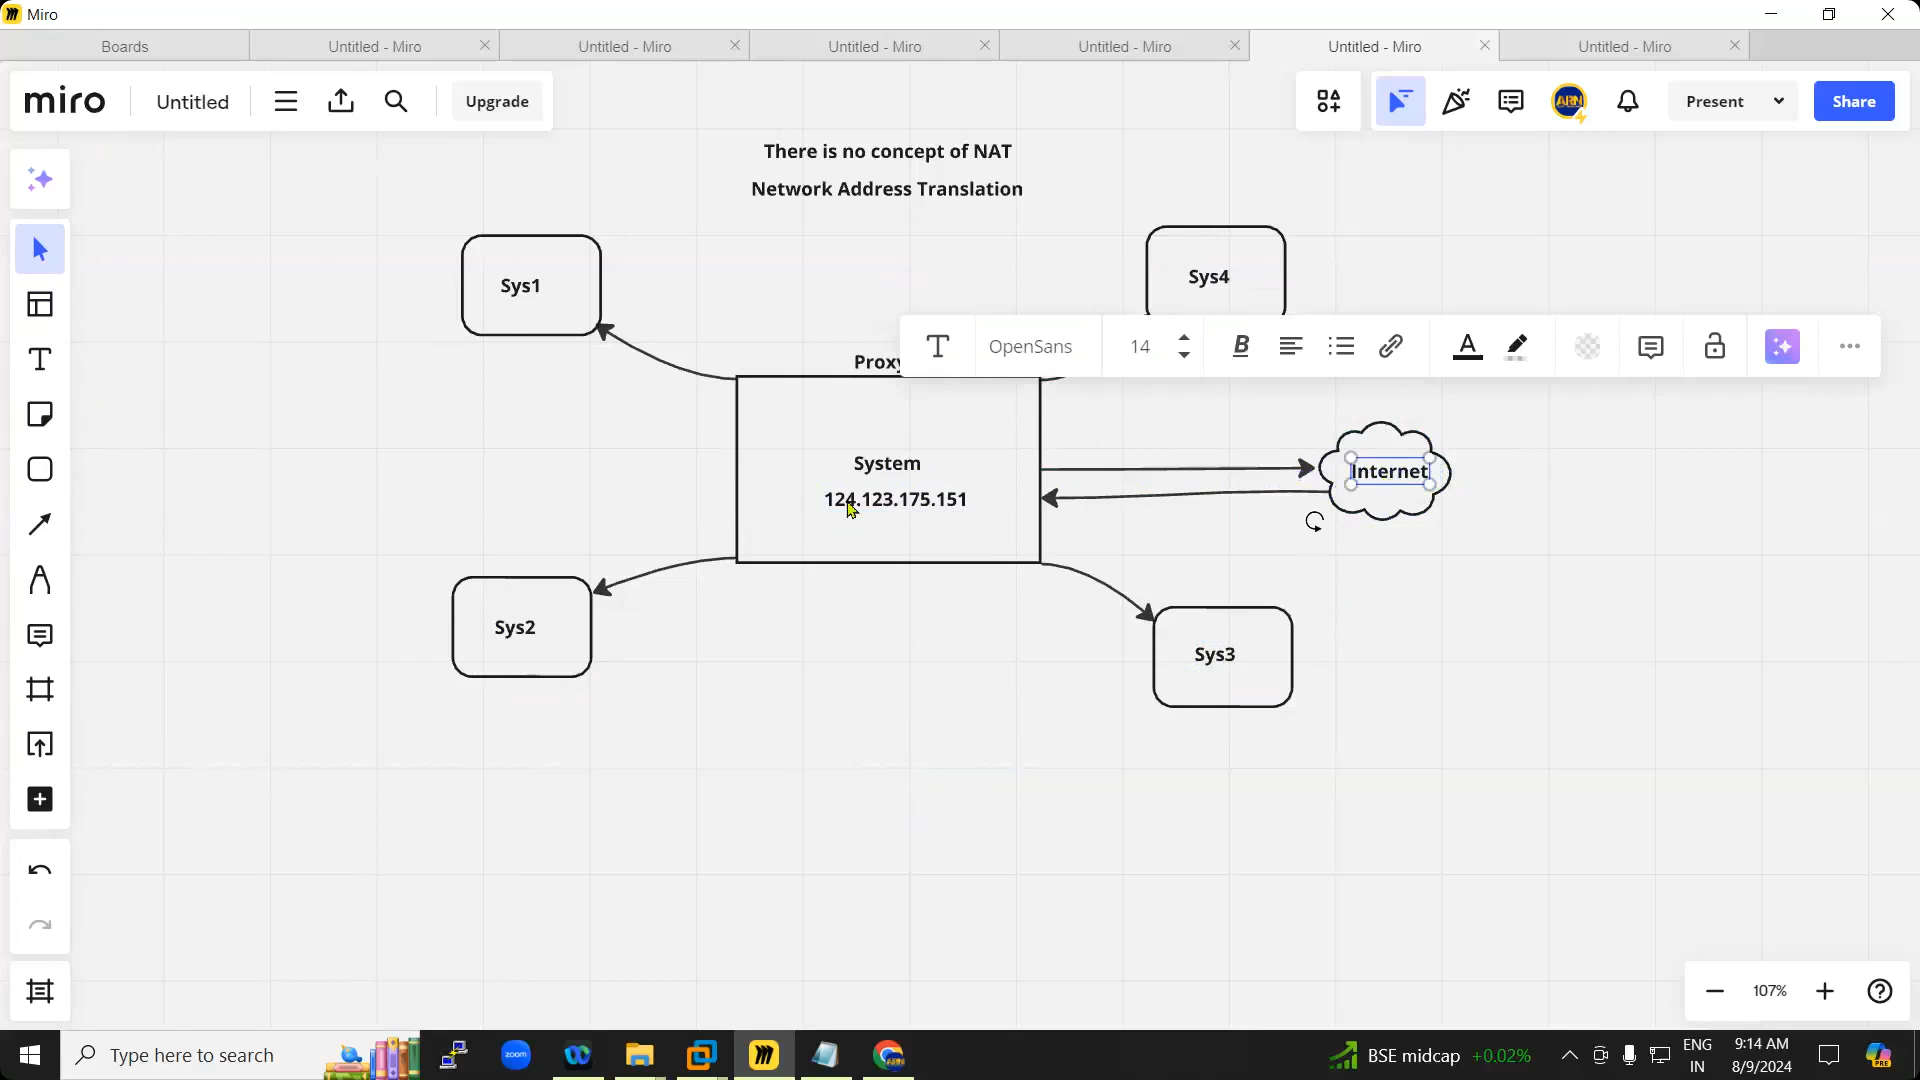 Miro
Boards
Untitled - Miro
Untitled - Miro
Untitled - Miro
Untitled - Miro
Untitled - Miro
Untitled - Miro
miro
Untitled
Upgrade
ARN
Present
Share
There is no concept of NAT
Network Address Translation
Sys1
Sys4
OpenSans
14
B
A
Proxy
System
124.123.175.151
Internet
Sys2
Sys3
107%
Type here to search
zoom
BSE midcap +0.02%
ENG
IN
9:14 AM
8/9/2024
PRE